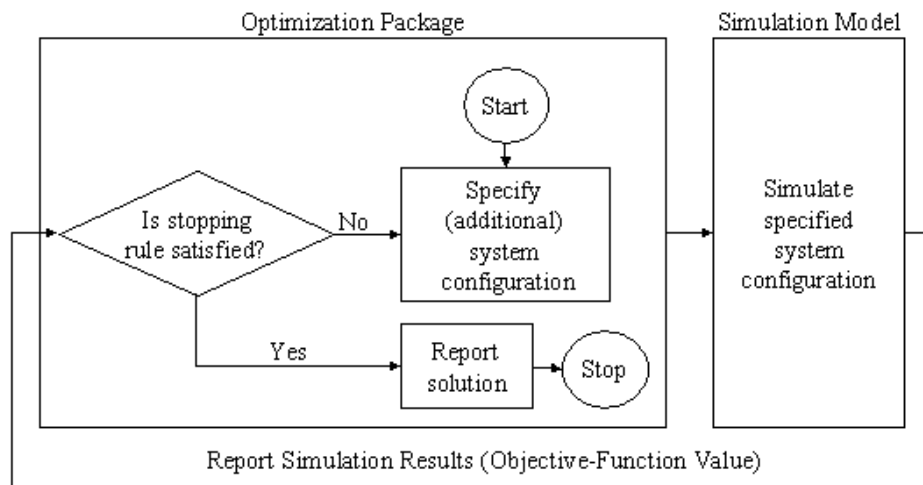 Optimization Package
Simulation Model
Start
Specify
(additional)
system
configuration
Is stopping
rule satisfied?
No
Simulate
specified
system
configuration
Yes
Report
solution
Stop
Report Simulation Results (Objective-Function Value)